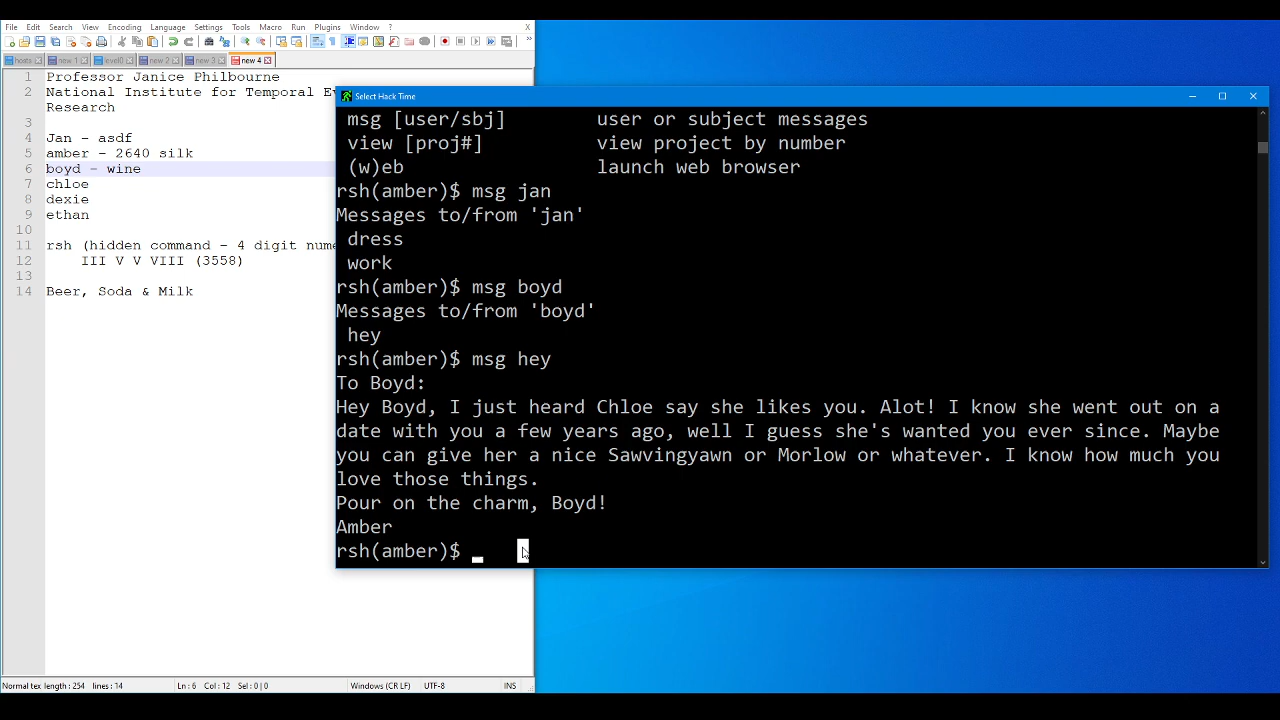 File Edit Search View Encoding Language Settings Tools Macro Run Plugins Window ? X
hosts new 1 level0 new 2 new 3 new 4
1 Professor Janice Philbourne
2 National Institute for Temporal
Research
3
4 Jan - asdf
5 amber - 2640 silk
6 boyd - wine
7 chloe
8 dexie
9 ethan
10
11 rsh (hidden command - 4 digit
12 III V V VIII (3558)
13
14 Beer, Soda & Milk
Normal tex length: 254 lines: 14 Ln: 6 Col: 12 Sel: 0 | 0 Windows (CR LF) UTF-8 INS
Select Hack Time
msg [user/sbj] user or subject messages
view [proj#] view project by number
(w)eb launch web browser
rsh(amber)$ msg jan
Messages to/from 'jan'
dress
work
rsh(amber)$ msg boyd
Messages to/from 'boyd'
hey
rsh(amber)$ msg hey
To Boyd:
Hey Boyd, I just heard Chloe say she likes you. Alot! I know she went out on a
date with you a few years ago, well I guess she's wanted you ever since. Maybe
you can give her a nice Sawvingyawn or Morlow or whatever. I know how much you
love those things.
Pour on the charm, Boyd!
Amber
rsh(amber)$ _